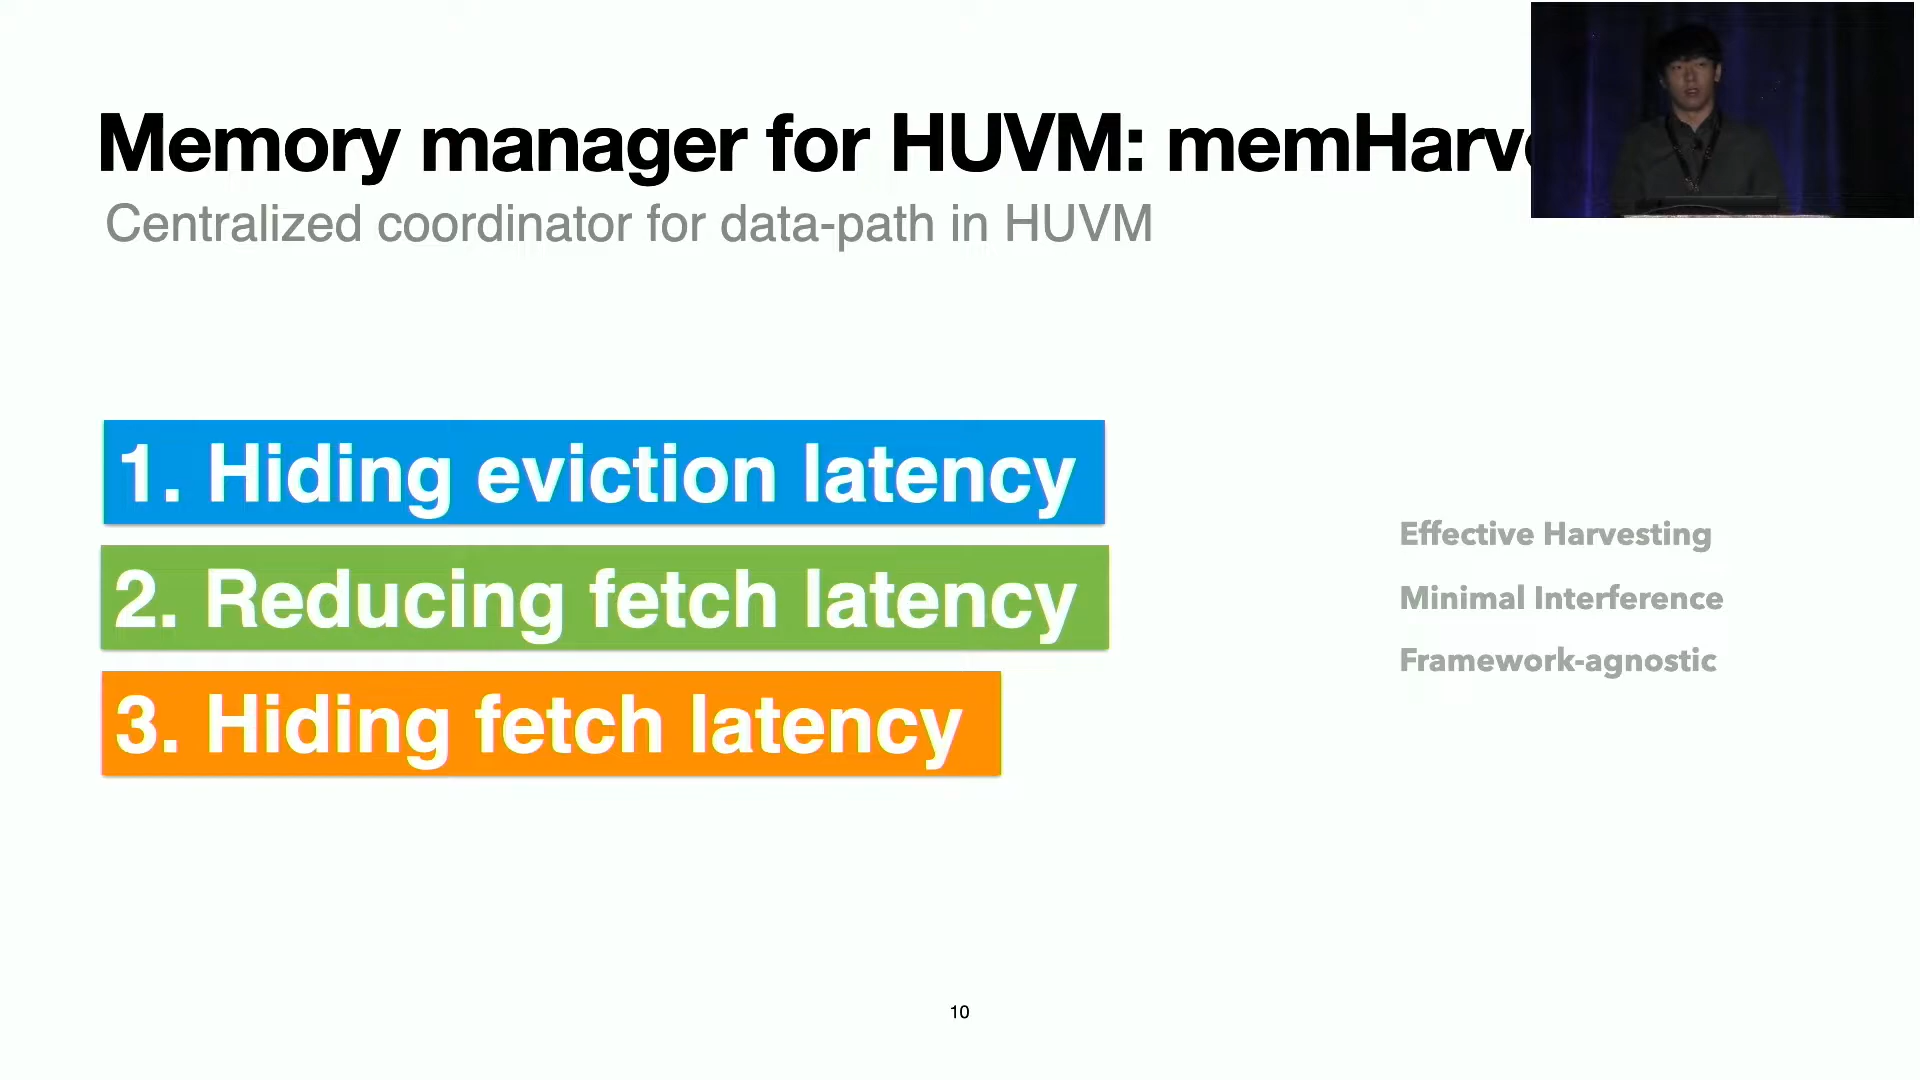 Memory manager for HUVM:
Centralized coordinator for data-path in HUVM
1. Hiding eviction latency
2. Reducing fetch latency
3. Hiding fetch latency
Effective Harvesting
Minimal Interference
Framework-agnostic
10